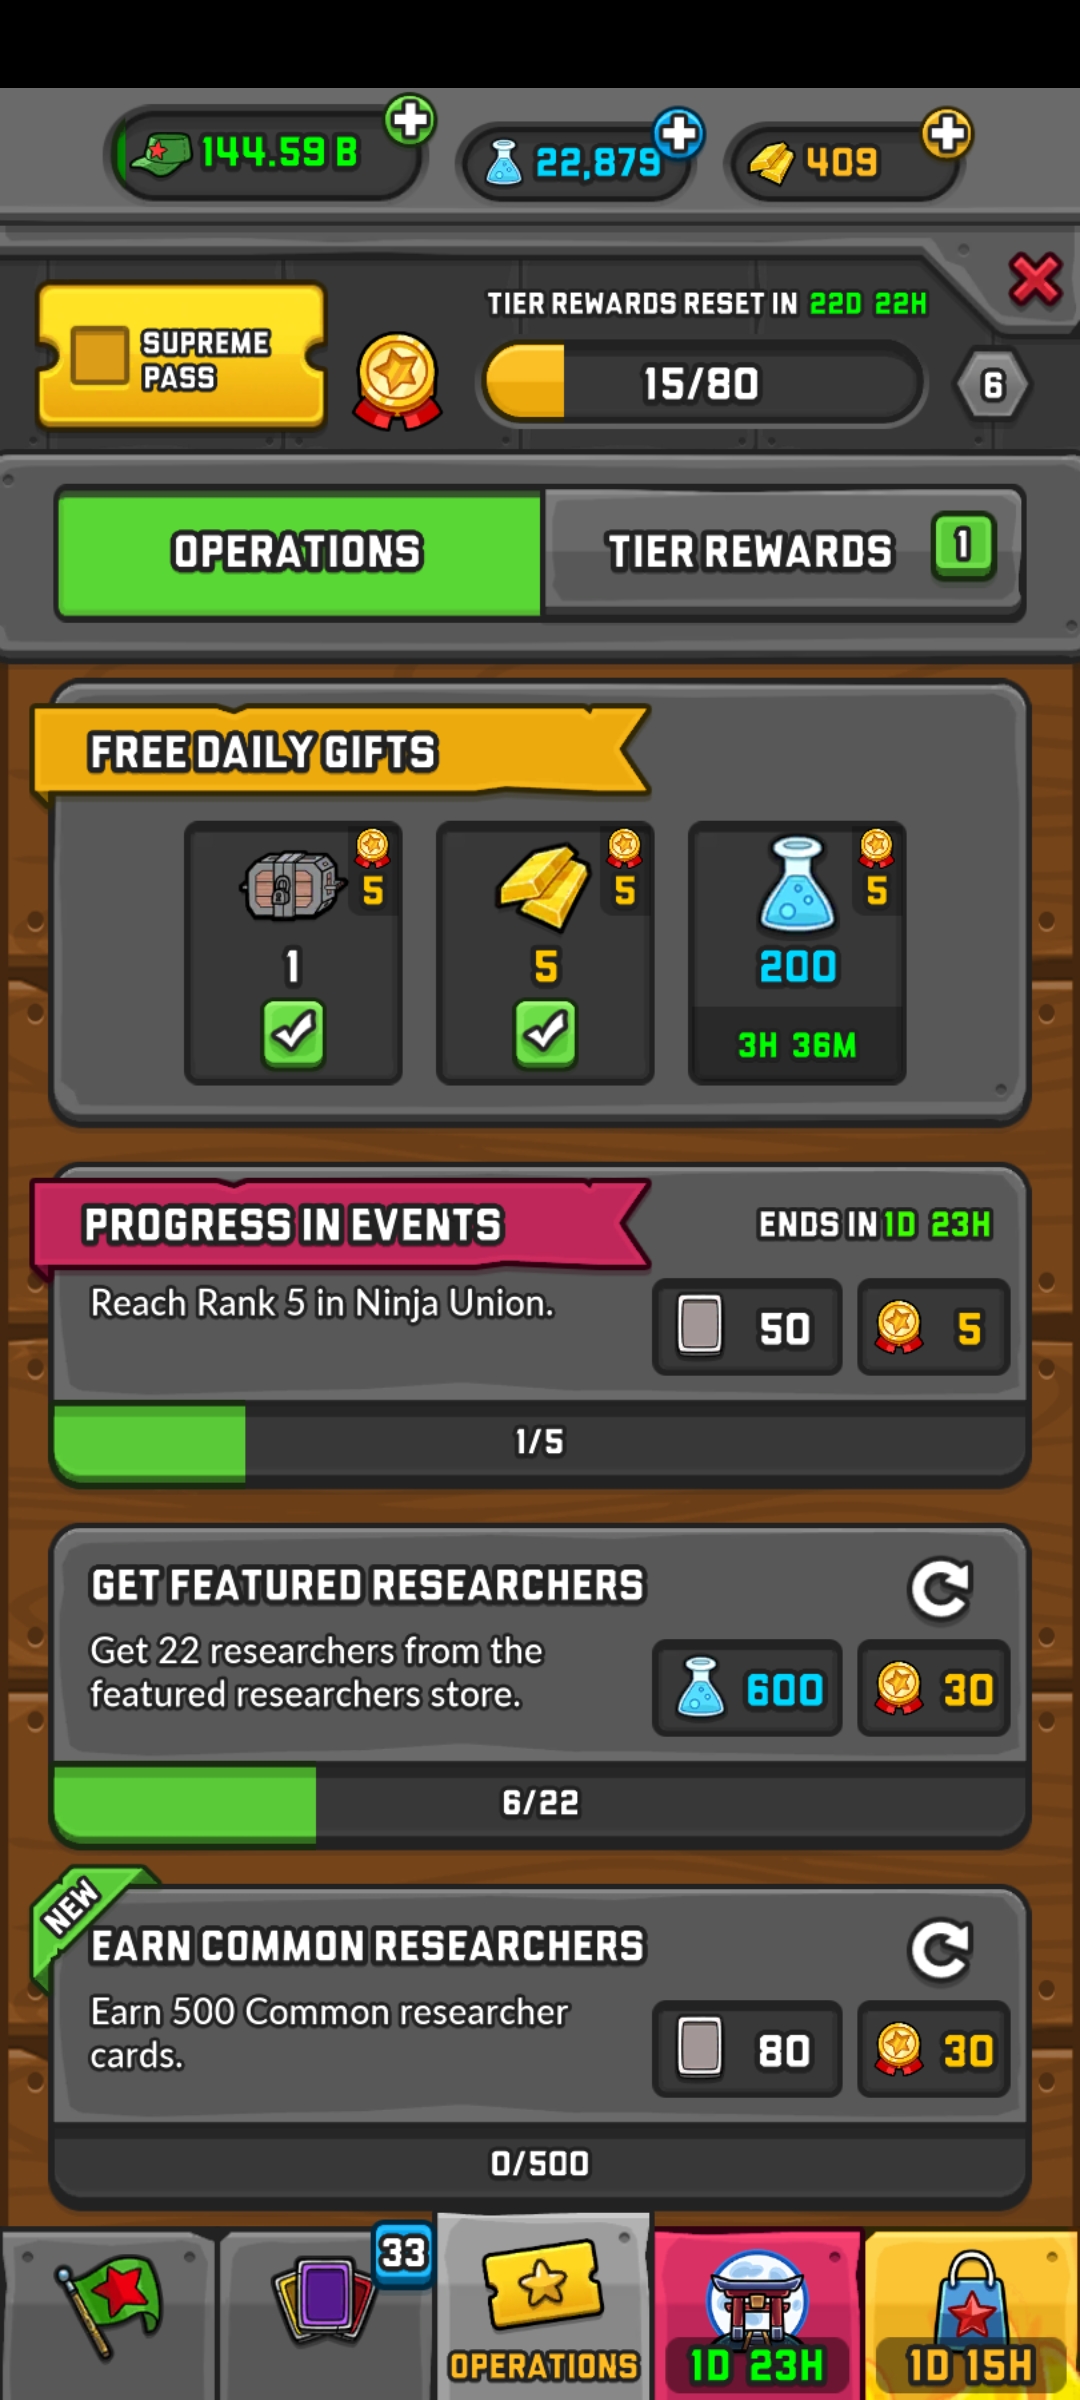 144.59 B
22,879
409
SUPREME
PASS
TIER REWARDS RESET IN 22D 22H
15/80
6
OPERATIONS
TIER REWARDS
1
FREE DAILY GIFTS
5
5
5
1
5
200
3H 36M
PROGRESS IN EVENTS
ENDS IN 1D 23H
Reach Rank 5 in Ninja Union.
50
5
1/5
GET FEATURED RESEARCHERS
Get 22 researchers from the
featured researchers store.
600
30
6/22
NEW
EARN COMMON RESEARCHERS
Earn 500 Common researcher
cards.
80
30
0/500
33
OPERATIONS
1D 23H
1D 15H